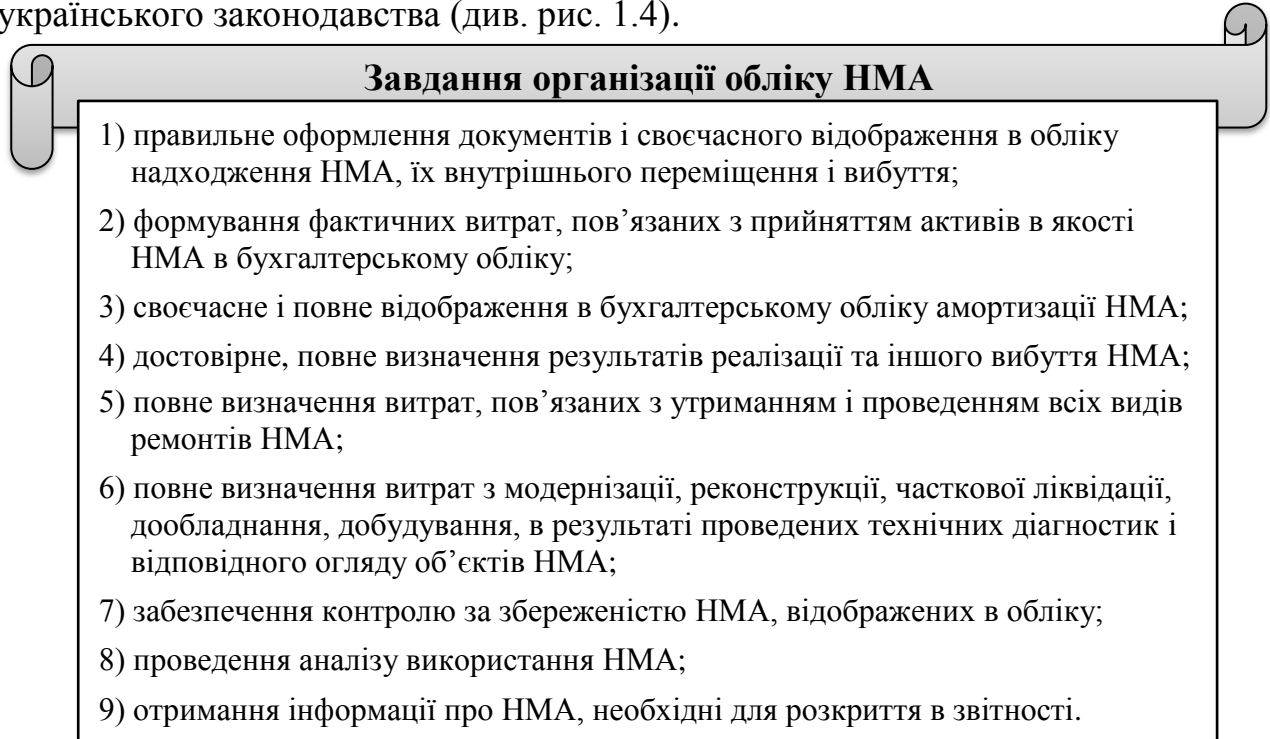 українського законодавства (див. рис. 1.4).
Завдання організації обліку НМА
1) правильне оформлення документів і своєчасного відображення в обліку
надходження НМА, їх внутрішнього переміщення і вибуття;
2) формування фактичних витрат, пов’язаних з прийняттям активів в якості
НМА в бухгалтерському обліку;
3) своєчасне і повне відображення в бухгалтерському обліку амортизації НМА;
4) достовірне, повне визначення результатів реалізації та іншого вибуття НМА;
5) повне визначення витрат, пов’язаних з утриманням і проведенням всіх видів
ремонтів НМА;
6) повне визначення витрат з модернізації, реконструкції, часткової ліквідації,
дообладнання, добудування, в результаті проведених технічних діагностик і
відповідного огляду об’єктів НМА;
7) забезпечення контролю за збереженістю НМА, відображених в обліку;
8) проведення аналізу використання НМА;
9) отримання інформації про НМА, необхідні для розкриття в звітності.